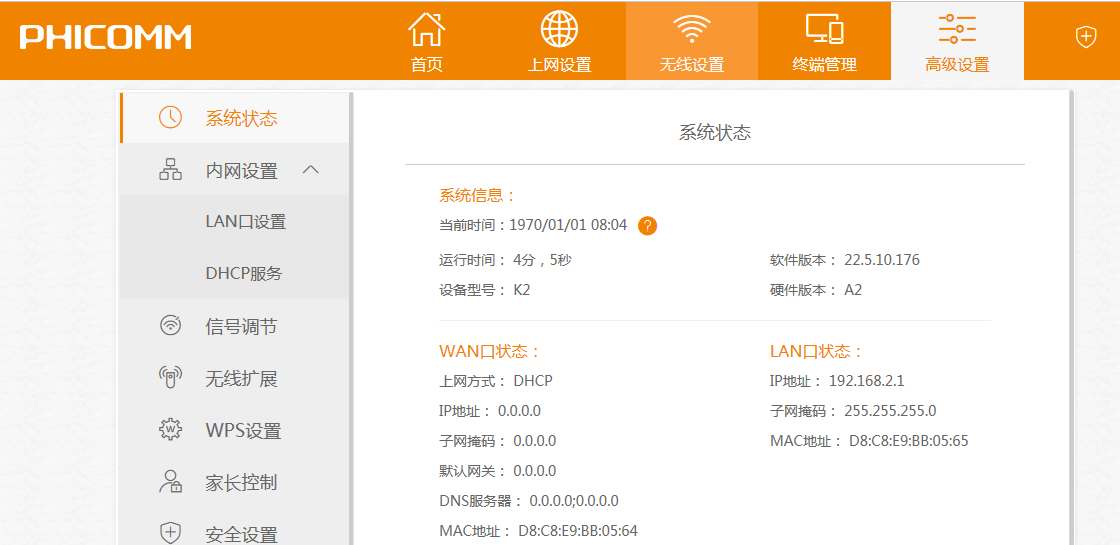 PHICOMM
首页
上网设置
无线设置
终端管理
高级设置
系统状态
内网设置
LAN口设置
DHCP服务
信号调节
无线扩展
WPS设置
家长控制
安全设置
系统状态
系统信息：
当前时间：1970/01/01 08:04 ?
运行时间： 4分，5秒
软件版本： 22.5.10.176
设备型号： K2
硬件版本： A2
WAN口状态：
上网方式： DHCP
IP地址： 0.0.0.0
子网掩码： 0.0.0.0
默认网关： 0.0.0.0
DNS服务器： 0.0.0.0;0.0.0.0
MAC地址： D8:C8:E9:BB:05:64
LAN口状态：
IP地址： 192.168.2.1
子网掩码： 255.255.255.0
MAC地址： D8:C8:E9:BB:05:65